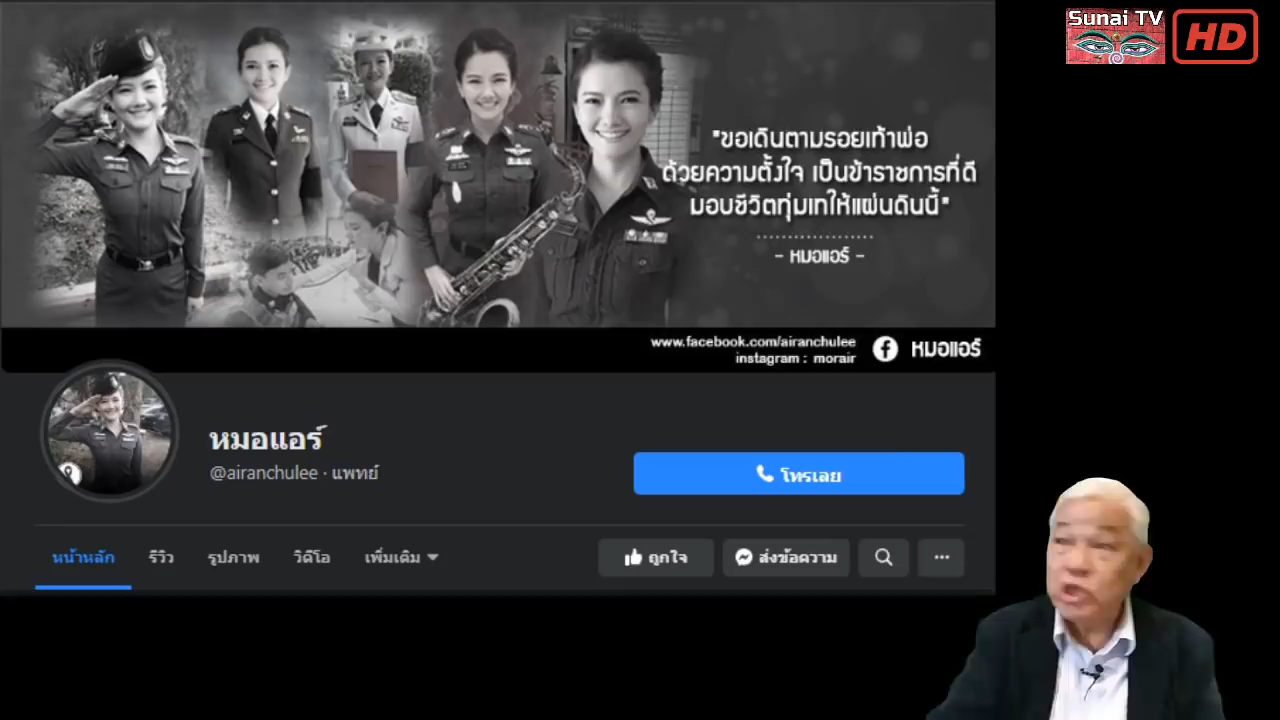 Sunai TV
HD
"ขอเดินตามรอยเท้าพ่อ
ด้วยความตั้งใจ เป็นข้าราชการที่ดี
มอบชีวิตทุ่มเทให้แผ่นดินนี้"
- หมอแอร์ -
www.facebook.com/airanchulee
instagram : morair
หมอแอร์
หมอแอร์
@airanchulee · แพทย์
โทรเลย
หน้าหลัก รีวิว รูปภาพ วิดีโอ เพิ่มเติม
ถูกใจ ส่งข้อความ